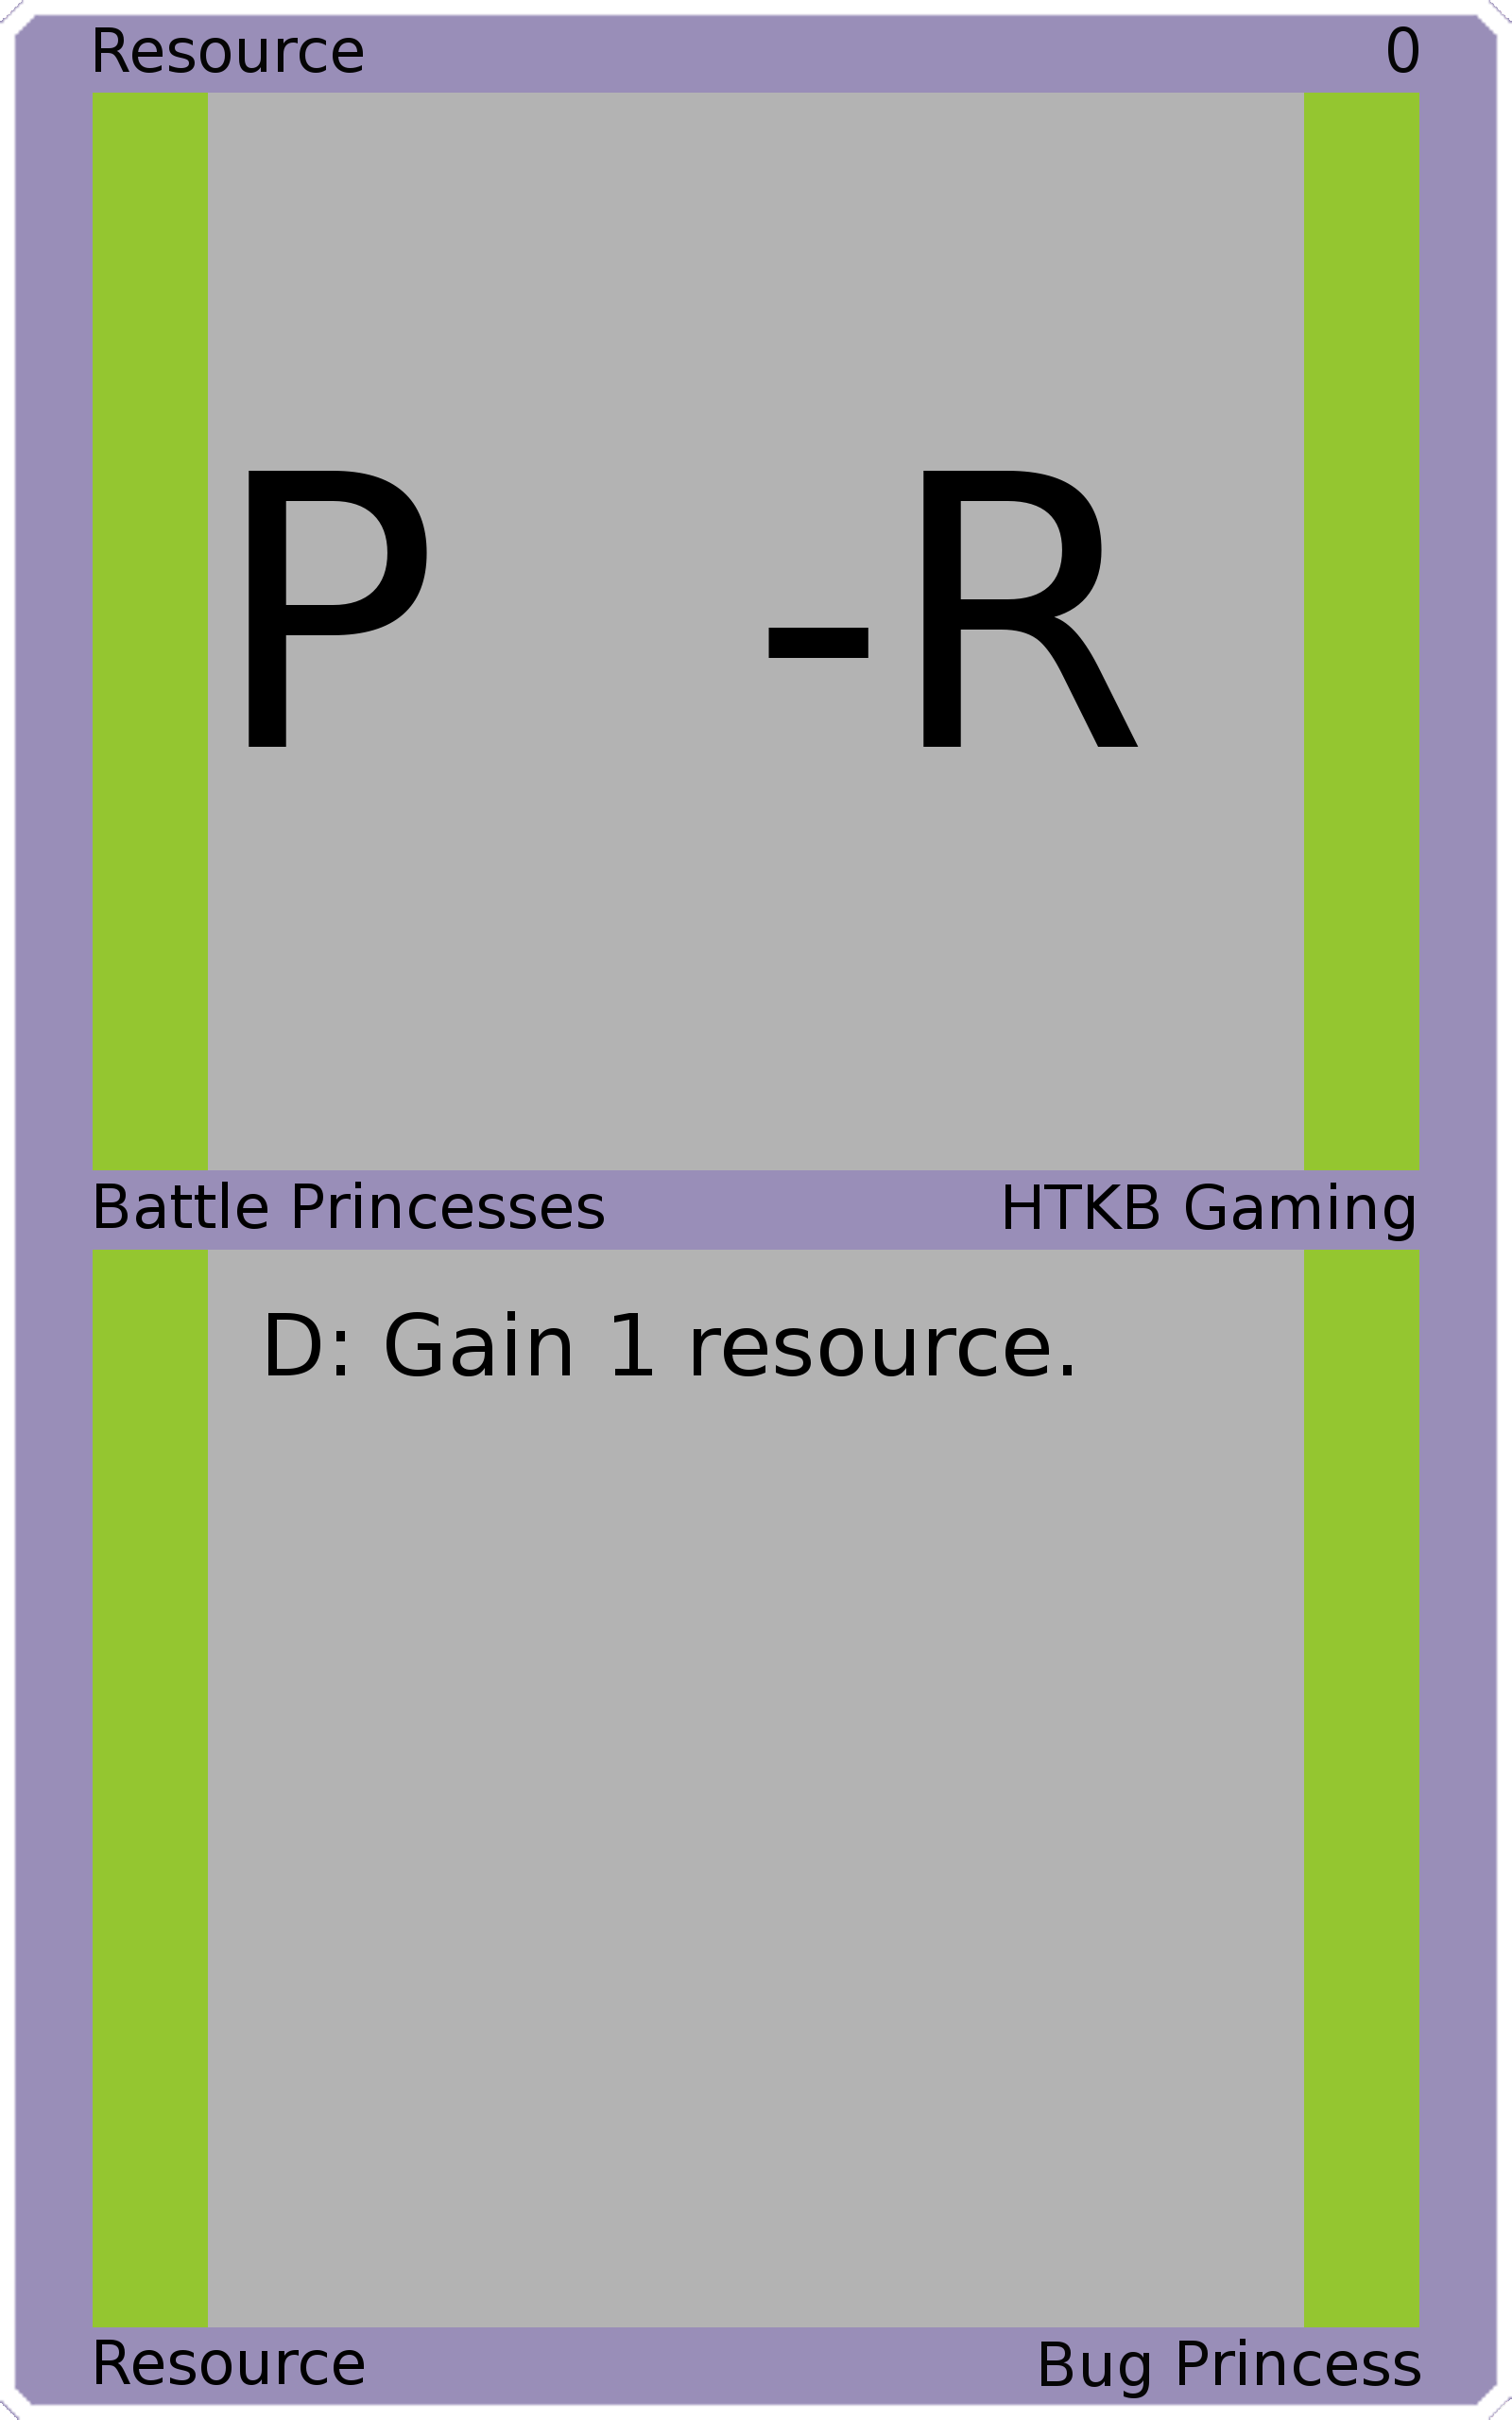 Resource 0
P -R
Battle Princesses HTKB Gaming
D: Gain 1 resource.
Resource Bug Princess